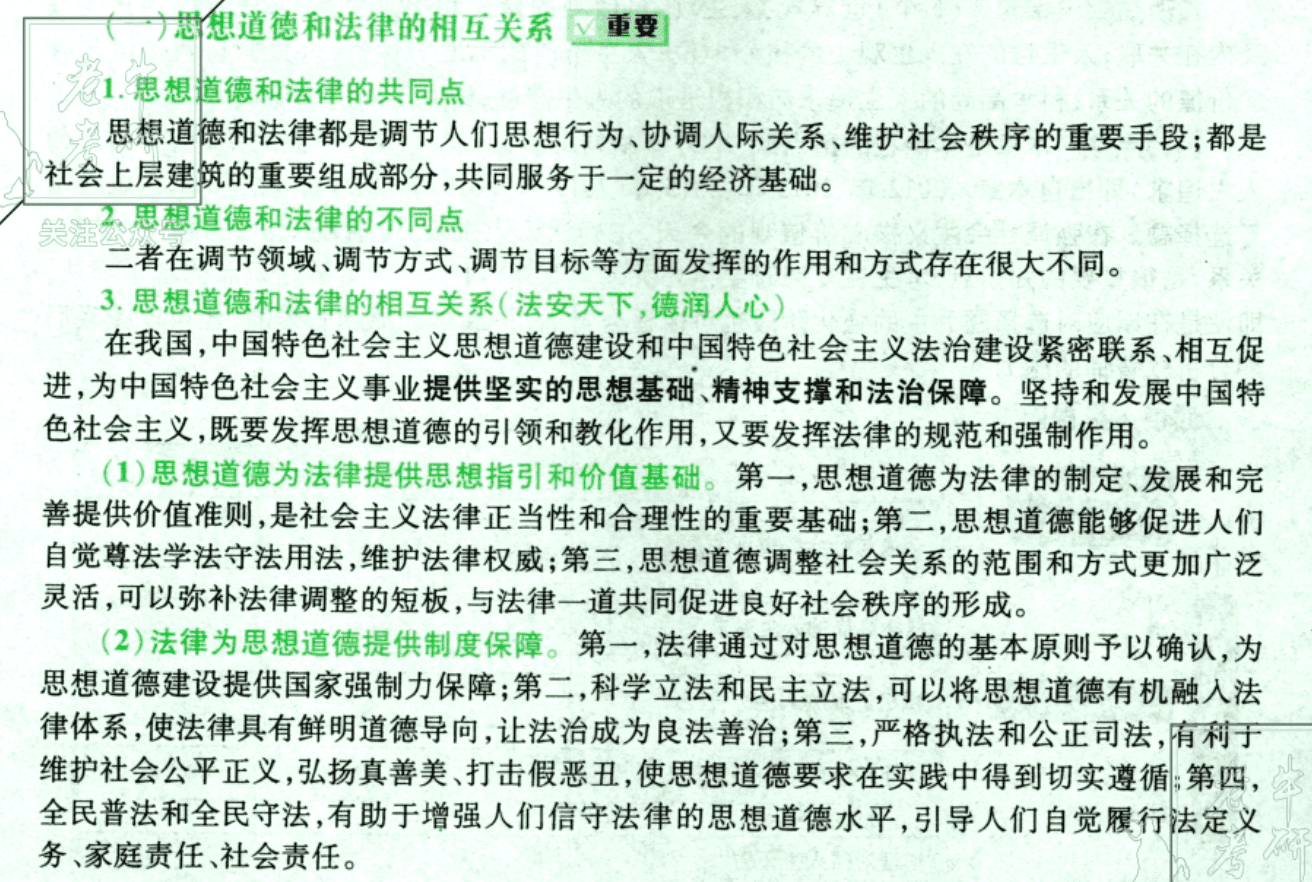 (一)思想道德和法律的相互关系 重要
1. 思想道德和法律的共同点
思想道德和法律都是调节人们思想行为、协调人际关系、维护社会秩序的重要手段;都是
社会上层建筑的重要组成部分,共同服务于一定的经济基础。
2. 思想道德和法律的不同点
关注公众号
二者在调节领域、调节方式、调节目标等方面发挥的作用和方式存在很大不同。
3. 思想道德和法律的相互关系(法安天下,德润人心)
在我国,中国特色社会主义思想道德建设和中国特色社会主义法治建设紧密联系、相互促
进,为中国特色社会主义事业提供坚实的思想基础、精神支撑和法治保障。坚持和发展中国特
色社会主义,既要发挥思想道德的引领和教化作用,又要发挥法律的规范和强制作用。
(1)思想道德为法律提供思想指引和价值基础。第一,思想道德为法律的制定、发展和完
善提供价值准则,是社会主义法律正当性和合理性的重要基础;第二,思想道德能够促进人们
自觉尊法学法守法用法,维护法律权威;第三,思想道德调整社会关系的范围和方式更加广泛
灵活,可以弥补法律调整的短板,与法律一道共同促进良好社会秩序的形成。
(2)法律为思想道德提供制度保障。第一,法律通过对思想道德的基本原则予以确认,为
思想道德建设提供国家强制力保障;第二,科学立法和民主立法,可以将思想道德有机融入法
律体系,使法律具有鲜明道德导向,让法治成为良法善治;第三,严格执法和公正司法,有利于
维护社会公平正义,弘扬真善美、打击假恶丑,使思想道德要求在实践中得到切实遵循;第四,
全民普法和全民守法,有助于增强人们信守法律的思想道德水平,引导人们自觉履行法定义
务、家庭责任、社会责任。